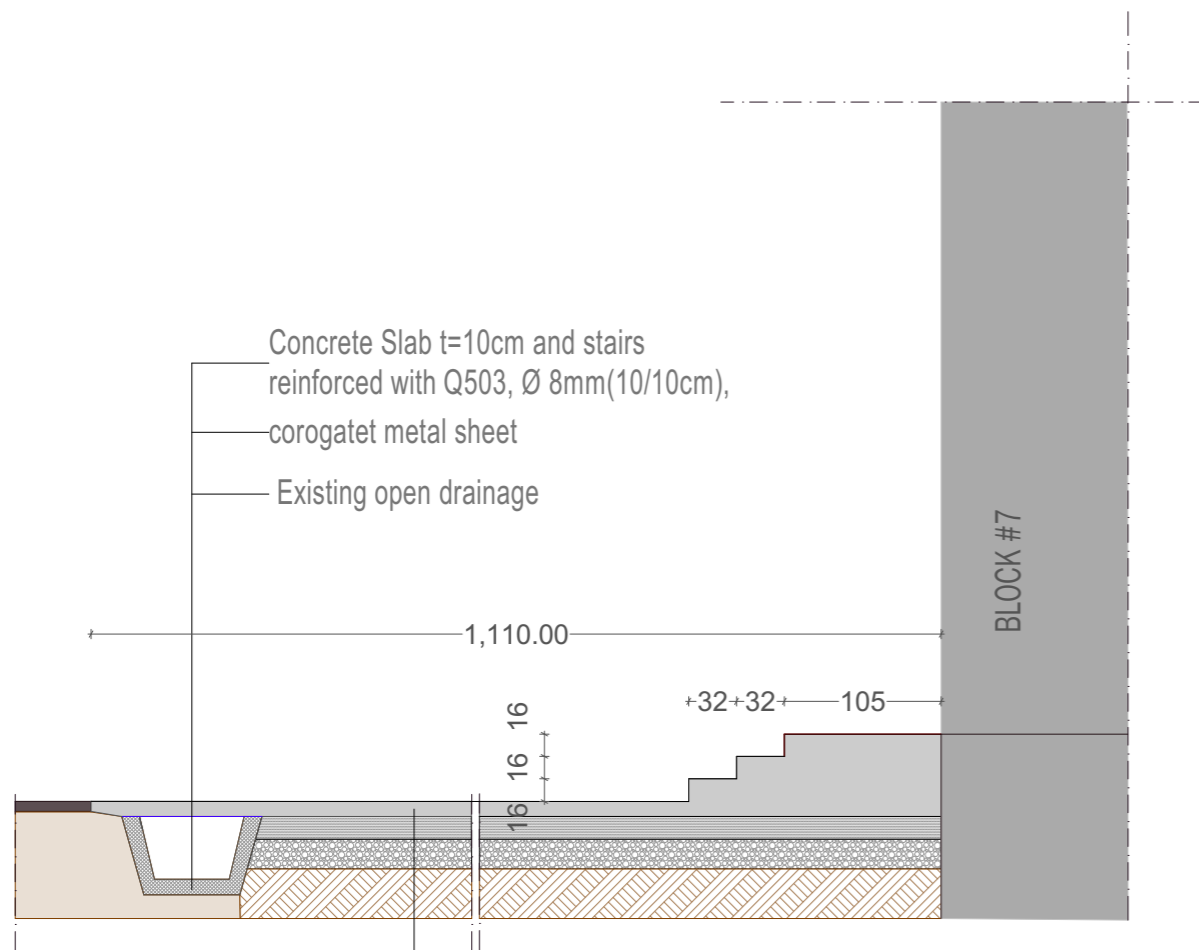 Concrete Slab t=10cm and stairs
reinforced with Q503, Ø 8mm(10/10cm),
corogatet metal sheet
Existing open drainage
BLOCK #7
1,110.00
32
32
105
16
16
16